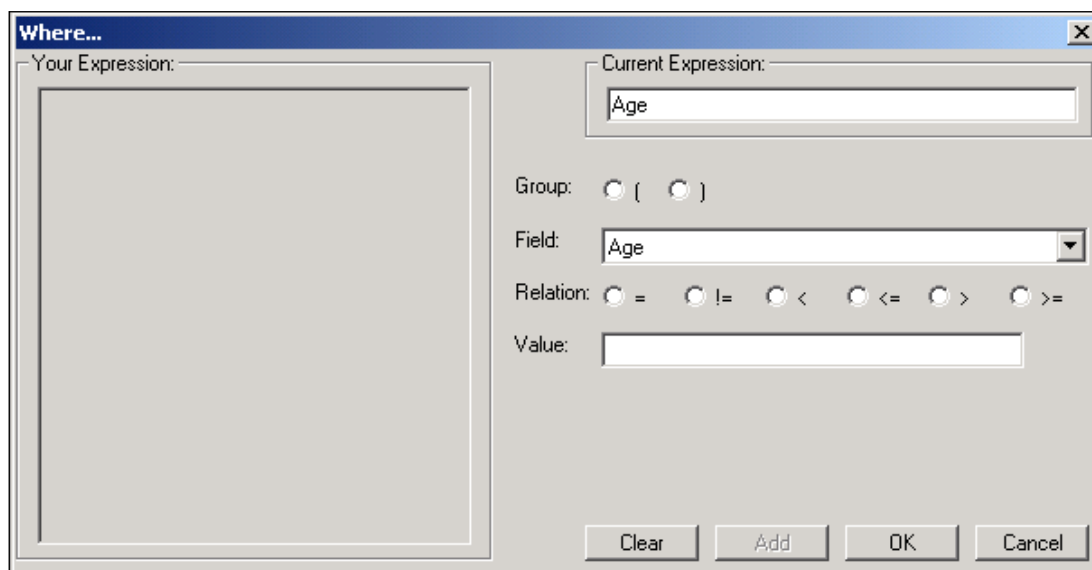 Where...
Your Expression:
Current Expression:
Age
Group: ( )
Field: Age
Relation: = != < <= > >=
Value:
Clear Add OK Cancel